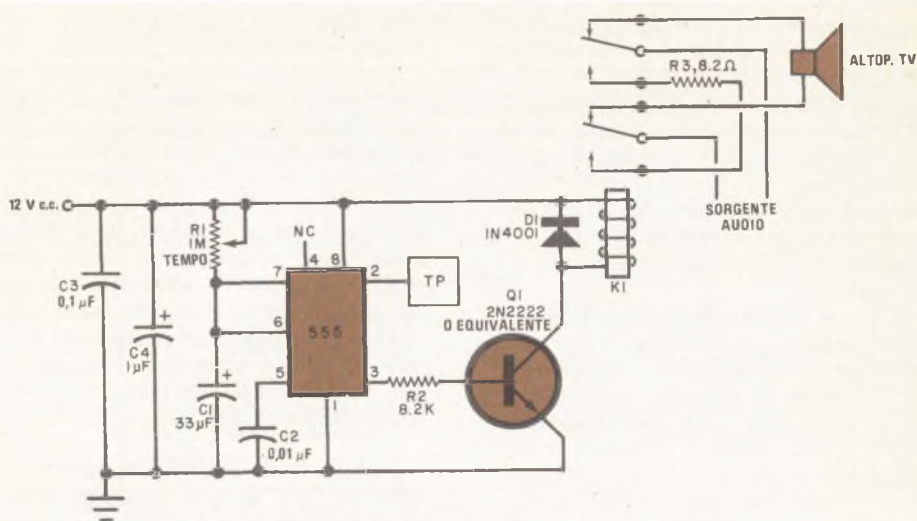 ALTOP. TV
R3, 8.2Ω
SORGENTE
AUDIO
12 V c.c.
R1
1M
TEMPO
NC
4
8
7
2
TP
D1
1N4001
K1
C3
0,1 µF
C4
1µF
+
6
555
Q1
2N2222
O EQUIVALENTE
+
C1
33µF
5
3
1
R2
8.2K
C2
0,01 µF